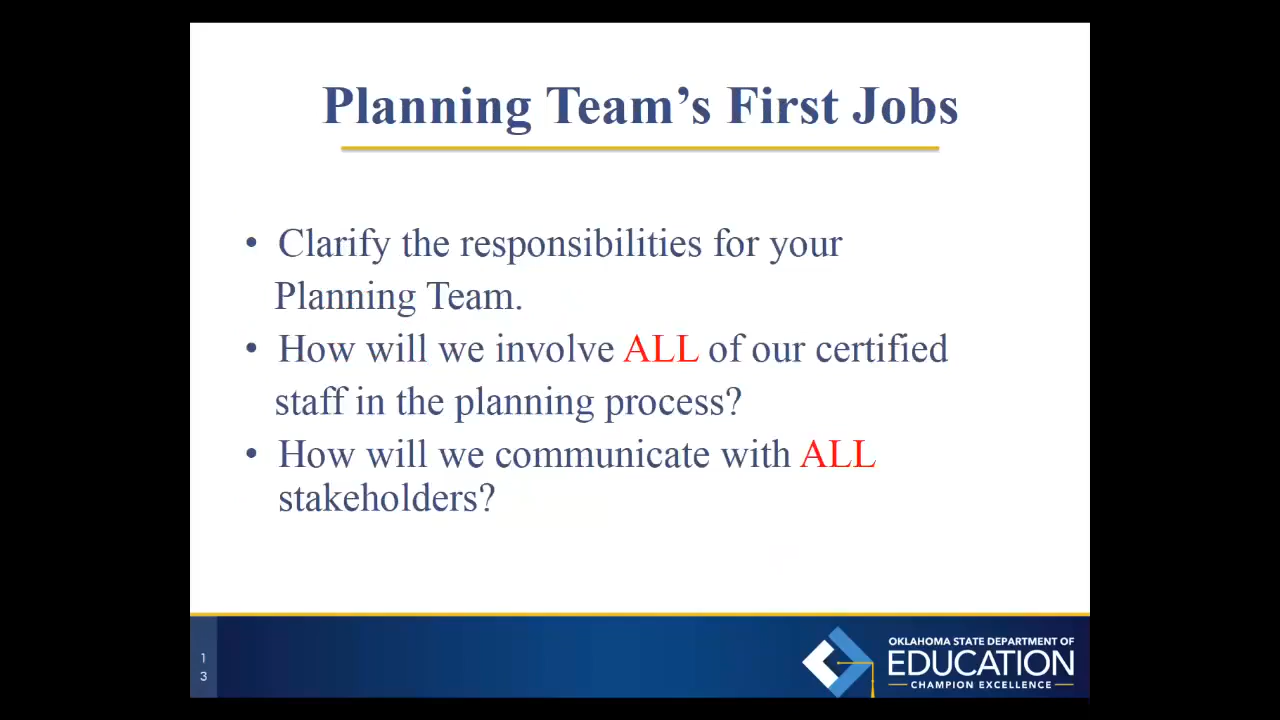 Planning Team’s First Jobs
• Clarify the responsibilities for your
Planning Team.
• How will we involve ALL of our certified
staff in the planning process?
• How will we communicate with ALL
stakeholders?
1
3
OKLAHOMA STATE DEPARTMENT OF
EDUCATION
CHAMPION EXCELLENCE